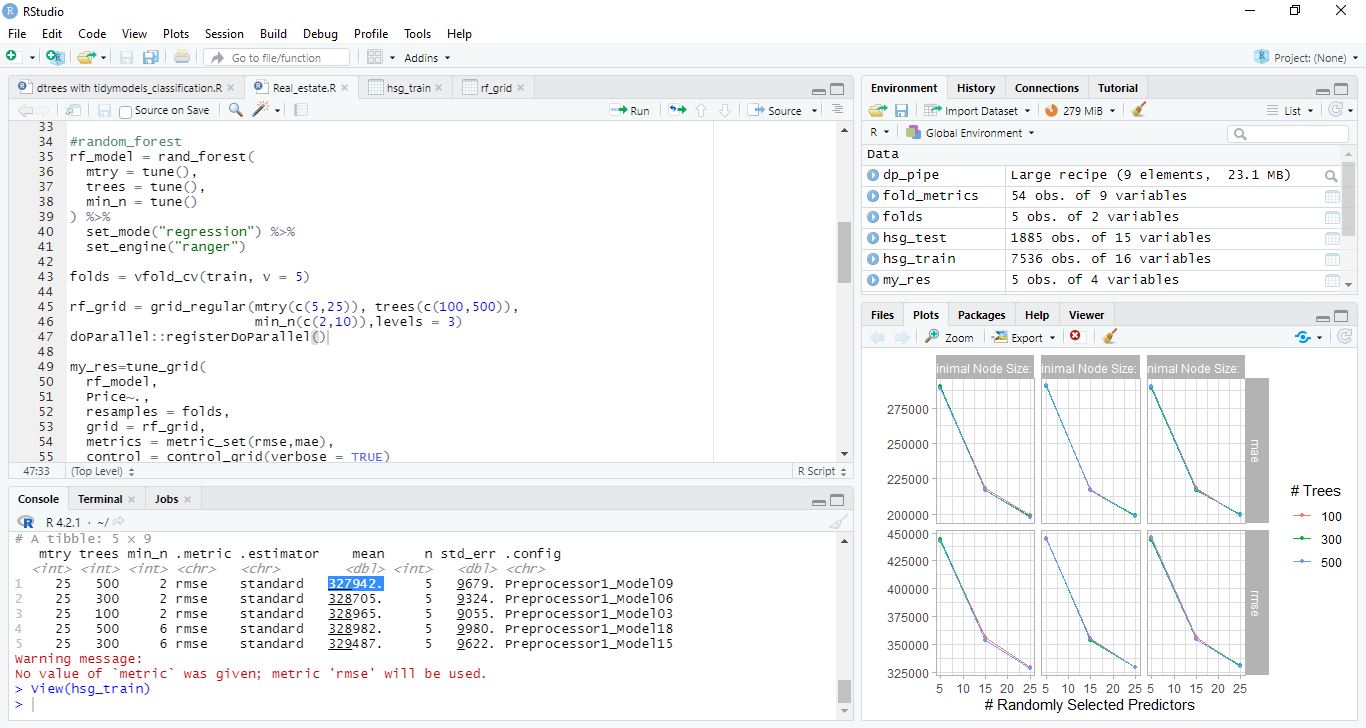 RStudio
File Edit Code View Plots Session Build Debug Profile Tools Help
Go to file/function Addins Project: (None)
dtrees with tidymodels_classification.R Real_estate.R hsg_train rf_grid
Source on Save Run Source
33
34 #random_forest
35 rf_model = rand_forest(
36 mtry = tune(),
37 trees = tune(),
38 min_n = tune()
39 ) %>%
40 set_mode("regression") %>%
41 set_engine("ranger")
42
43 folds = vfold_cv(train, v = 5)
44
45 rf_grid = grid_regular(mtry(c(5,25)), trees(c(100,500)),
46 min_n(c(2,10)),levels = 3)
47 doParallel::registerDoParallel()
48
49 my_res=tune_grid(
50 rf_model,
51 Price~.,
52 resamples = folds,
53 grid = rf_grid,
54 metrics = metric_set(rmse,mae),
55 control = control_grid(verbose = TRUE)
47:33 (Top Level) R Script
Console Terminal Jobs
R 4.2.1 · ~/
# A tibble: 5 × 9
mtry trees min_n .metric .estimator mean n std_err .config
<int> <int> <int> <chr> <chr> <dbl> <int> <dbl> <chr>
1 25 500 2 rmse standard 327942. 5 9679. Preprocessor1_Model09
2 25 300 2 rmse standard 328705. 5 9324. Preprocessor1_Model06
3 25 100 2 rmse standard 328965. 5 9055. Preprocessor1_Model03
4 25 500 6 rmse standard 328982. 5 9980. Preprocessor1_Model18
5 25 300 6 rmse standard 329487. 5 9622. Preprocessor1_Model15
Warning message:
No value of `metric` was given; metric 'rmse' will be used.
> View(hsg_train)
>
Environment History Connections Tutorial
Import Dataset 279 MiB List
R Global Environment
Data
dp_pipe Large recipe (9 elements, 23.1 MB)
fold_metrics 54 obs. of 9 variables
folds 5 obs. of 2 variables
hsg_test 1885 obs. of 15 variables
hsg_train 7536 obs. of 16 variables
my_res 5 obs. of 4 variables
Files Plots Packages Help Viewer
Zoom Export
inimal Node Size: inimal Node Size: nimal Node Size:
275000
250000
225000
200000
mae
450000
400000
375000
350000
325000
rmse
5 10 15 20 25 5 10 15 20 25 5 10 15 20 25
# Randomly Selected Predictors
# Trees
100
300
500